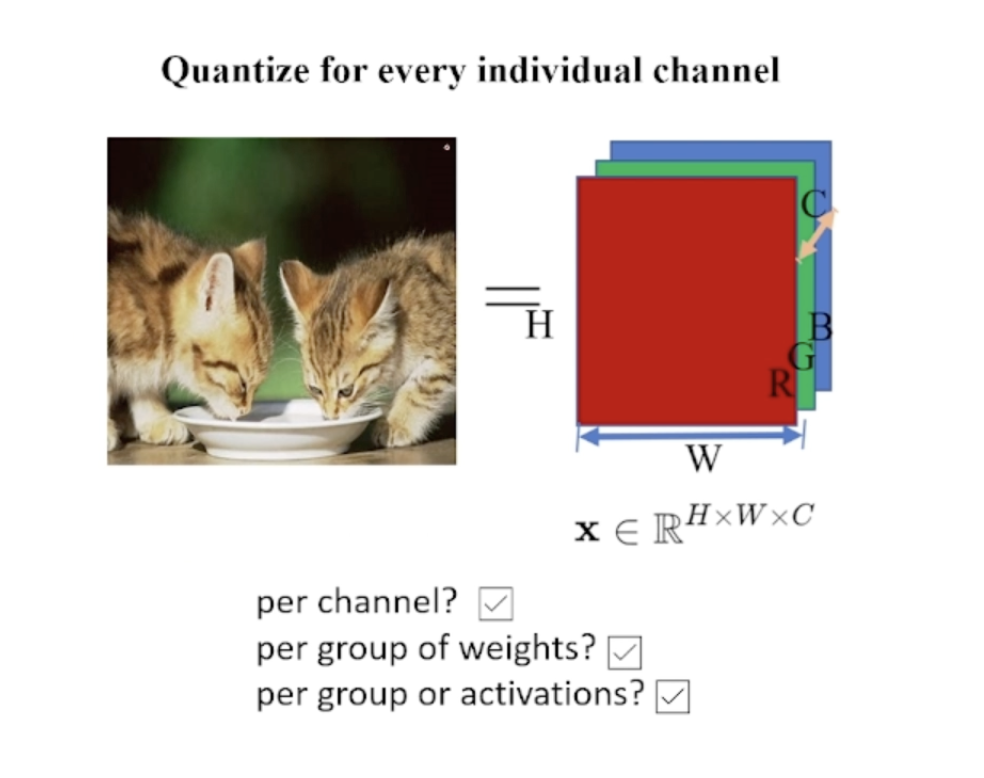 Quantize for every individual channel
C
H
B
G
R
W
x ∈ ℝ^{H×W×C}
per channel? ☑
per group of weights? ☑
per group or activations? ☑